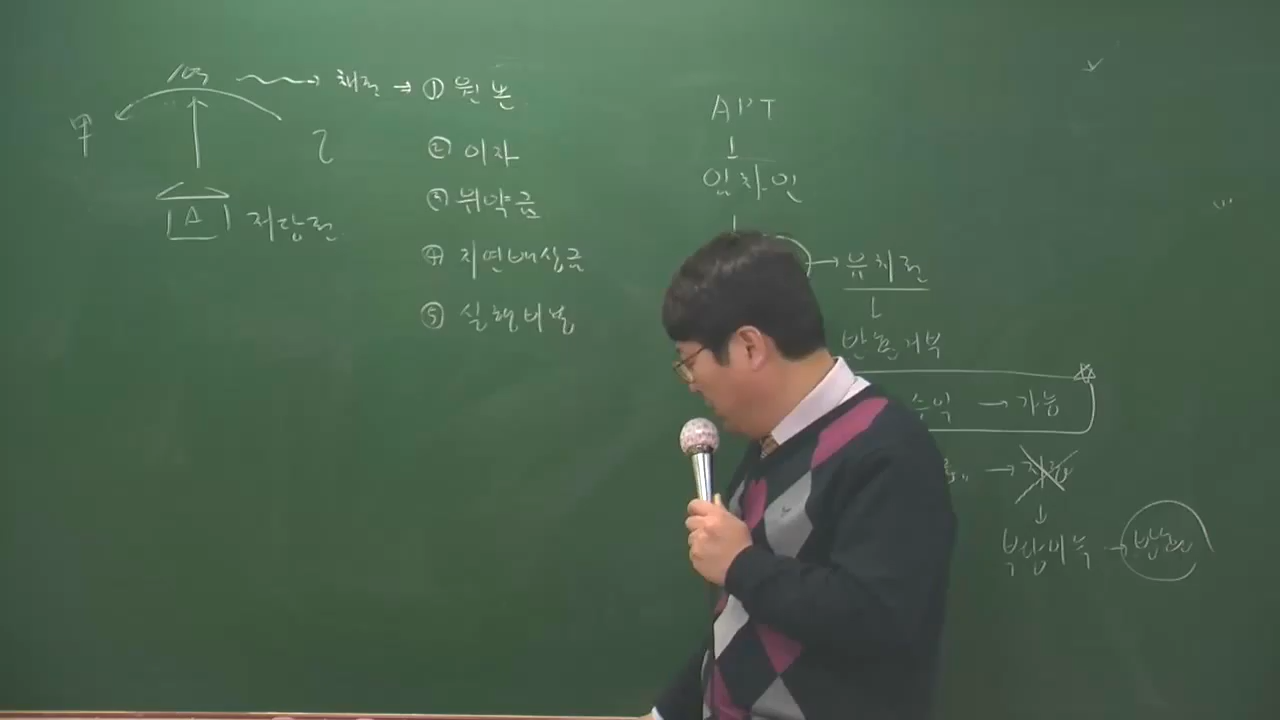 10억 → 채권 → ① 원본
甲 乙
② 이자
③ 위약금
A 저당권
④ 지연배상금
⑤ 실행비용
APT
↓
임차인
→ 유치권
반환거부
수익 → 가능
↓
부당이득 → 반환